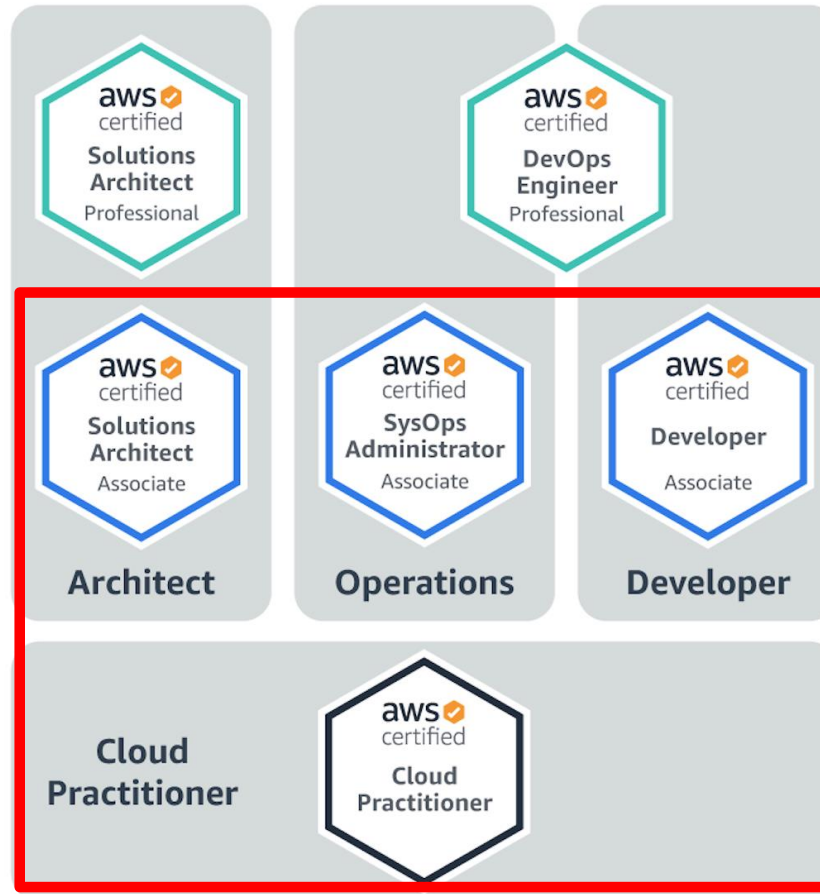 aws
certified
Solutions
Architect
Professional
aws
certified
DevOps
Engineer
Professional
aws
certified
Solutions
Architect
Associate
aws
certified
SysOps
Administrator
Associate
aws
certified
Developer
Associate
Architect
Operations
Developer
Cloud
Practitioner
aws
certified
Cloud
Practitioner